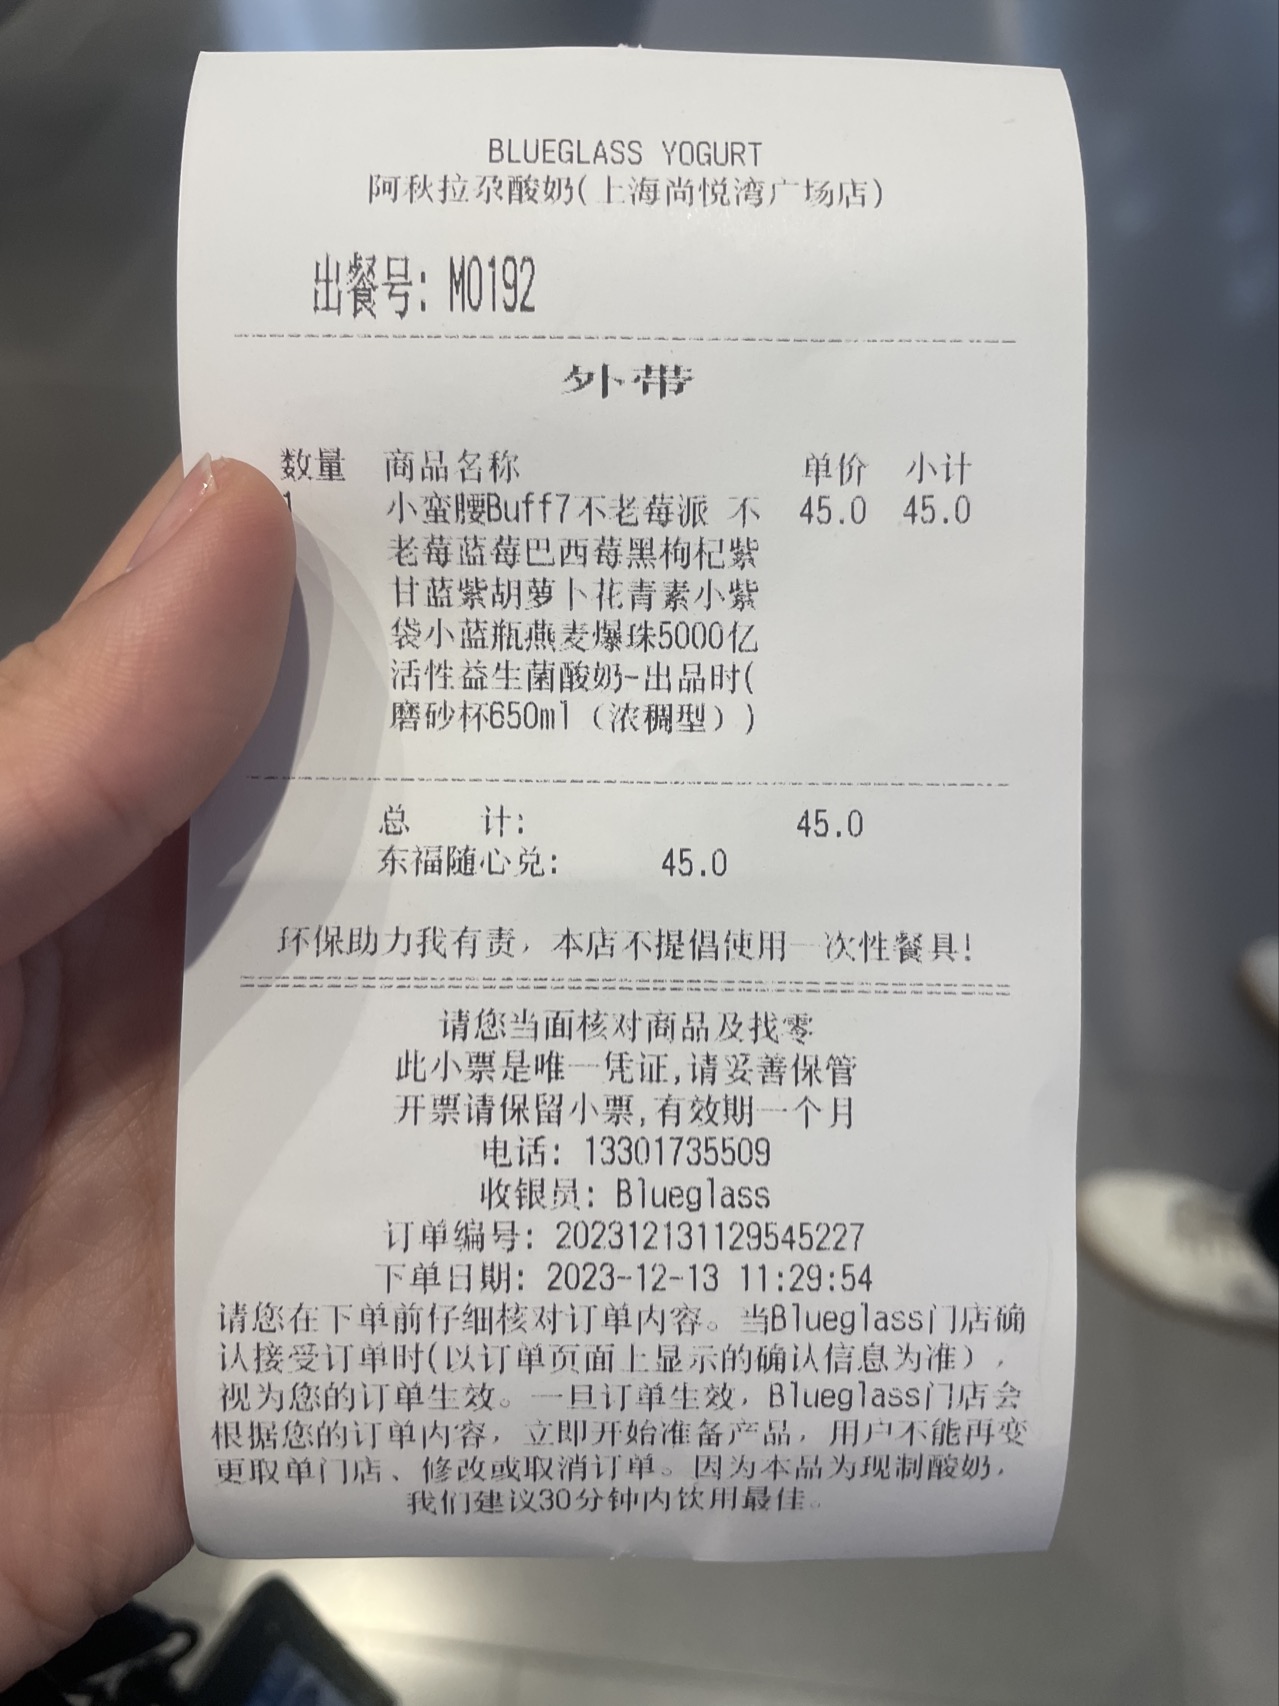 BLUEGLASS YOGURT
阿秋拉尕酸奶(上海尚悦湾广场店)
出餐号: M0192
外带
数量 商品名称 单价 小计
1 小蛮腰Buff7不老莓派 不 45.0 45.0
老莓蓝莓巴西莓黑枸杞紫
甘蓝紫胡萝卜花青素小紫
袋小蓝瓶燕麦爆珠5000亿
活性益生菌酸奶-出品时(
磨砂杯650ml（浓稠型）)
总 计: 45.0
东福随心兑: 45.0
环保助力我有责，本店不提倡使用一次性餐具!
请您当面核对商品及找零
此小票是唯一凭证,请妥善保管
开票请保留小票,有效期一个月
电话: 13301735509
收银员: Blueglass
订单编号: 202312131129545227
下单日期: 2023-12-13 11:29:54
请您在下单前仔细核对订单内容。当Blueglass门店确
认接受订单时(以订单页面上显示的确认信息为准)，
视为您的订单生效。一旦订单生效，Blueglass门店会
根据您的订单内容，立即开始准备产品，用户不能再变
更取单门店、修改或取消订单。因为本品为现制酸奶，
我们建议30分钟内饮用最佳。